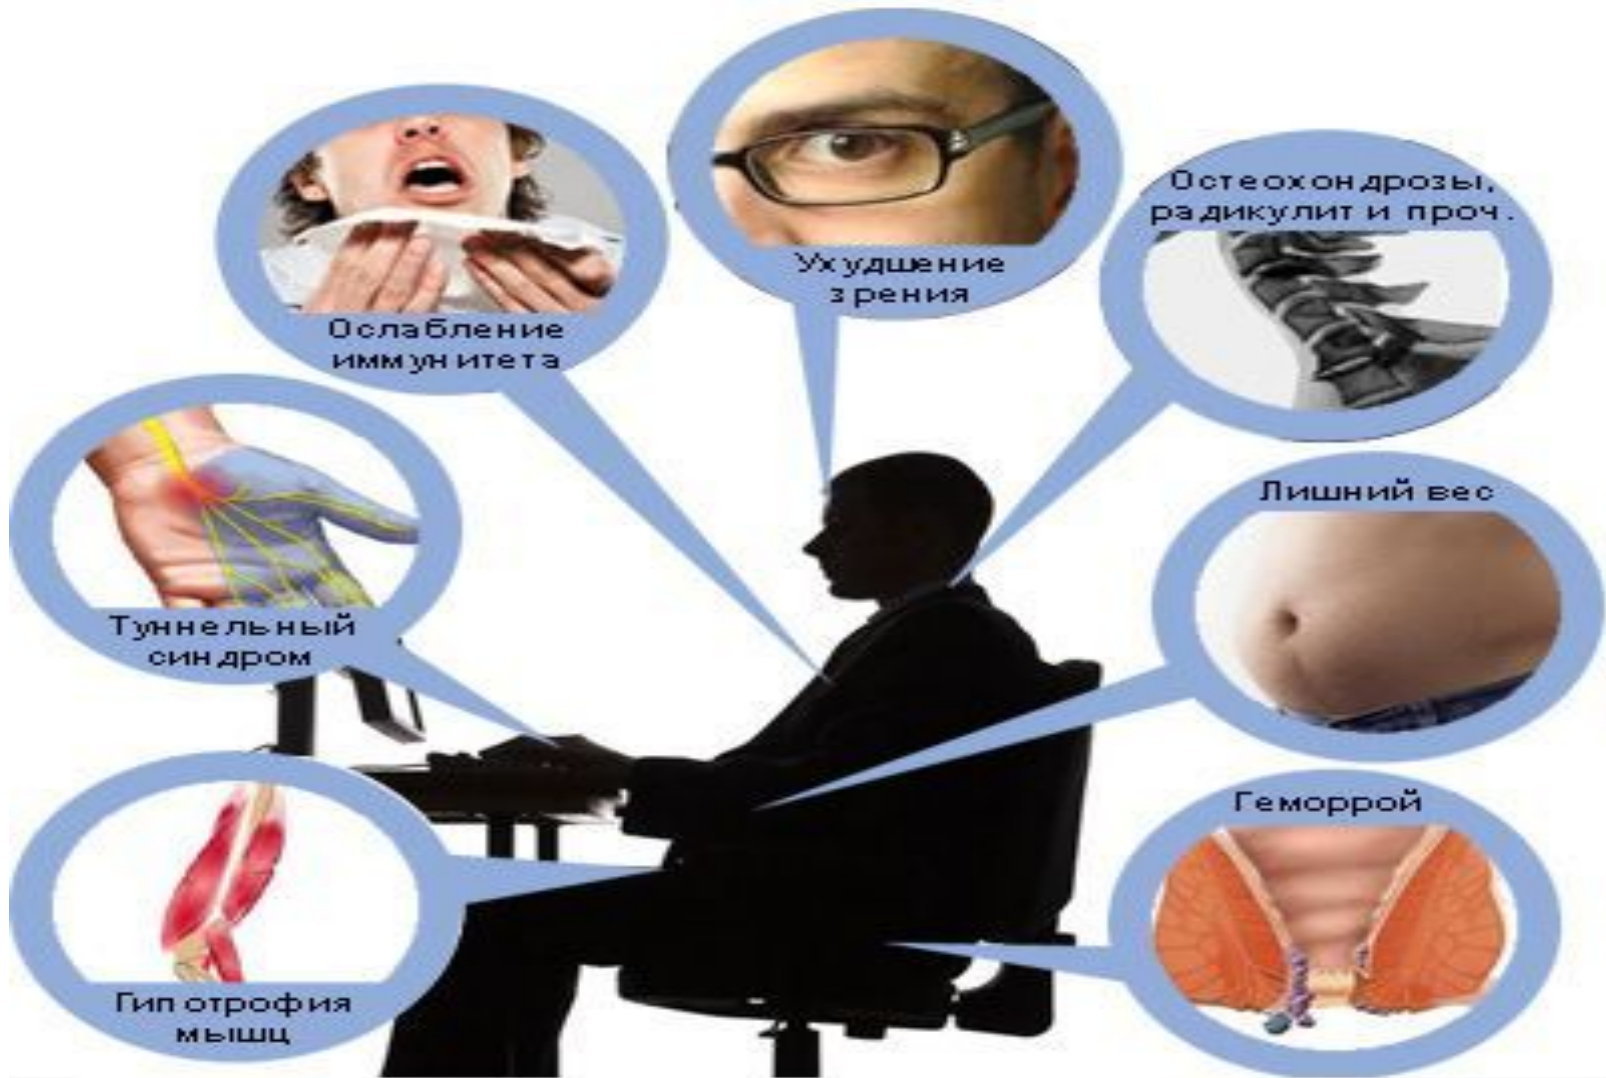 Ухудшение
зрения
Ослабление
иммунитета
Остеохондрозы,
радикулит и проч.
Туннельный
синдром
Лишний вес
Гипотрофия
мышц
Геморрой